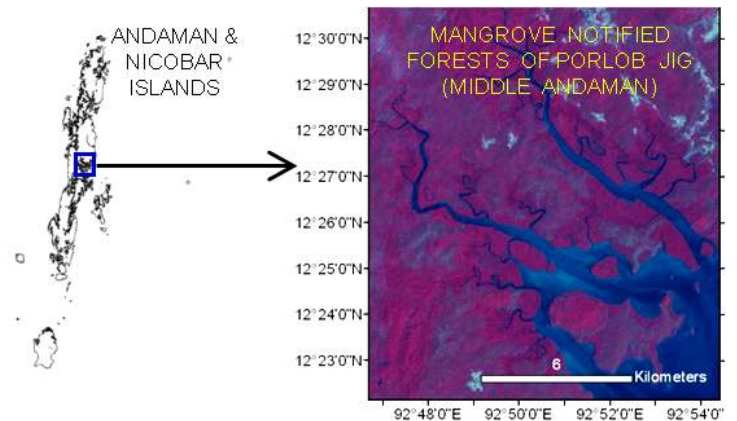 ANDAMAN &
NICOBAR
ISLANDS
MANGROVE NOTIFIED
FORESTS OF PORLOB JIG
(MIDDLE ANDAMAN)
12°30'0"N
12°29'0"N
12°28'0"N
12°27'0"N
12°26'0"N
12°25'0"N
12°24'0"N
12°23'0"N
6
Kilometers
92°48'0"E
92°50'0"E
92°52'0"E
92°54'0"